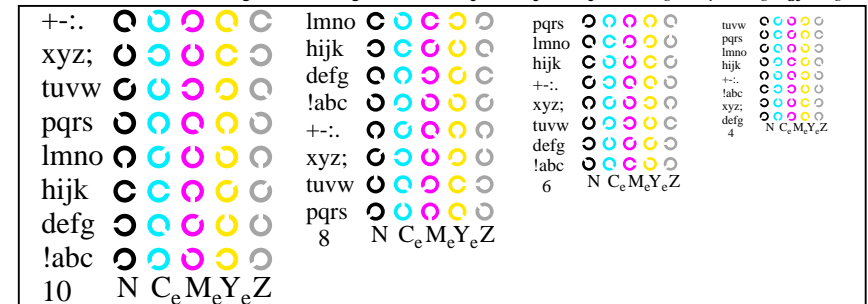 +-:.
xyz;
tuvw
pqrs
lmno
hijk
defg
!abc
10 N CeMeYeZ
lmno
hijk
defg
!abc
+-:.
xyz;
tuvw
pqrs
8 N CeMeYeZ
pqrs
lmno
hijk
+-:.
xyz;
tuvw
defg
!abc
6 N CeMeYeZ
tuvw
pqrs
lmno
hijk
+-:.
!abc
xyz;
defg
4 N CeMeYeZ